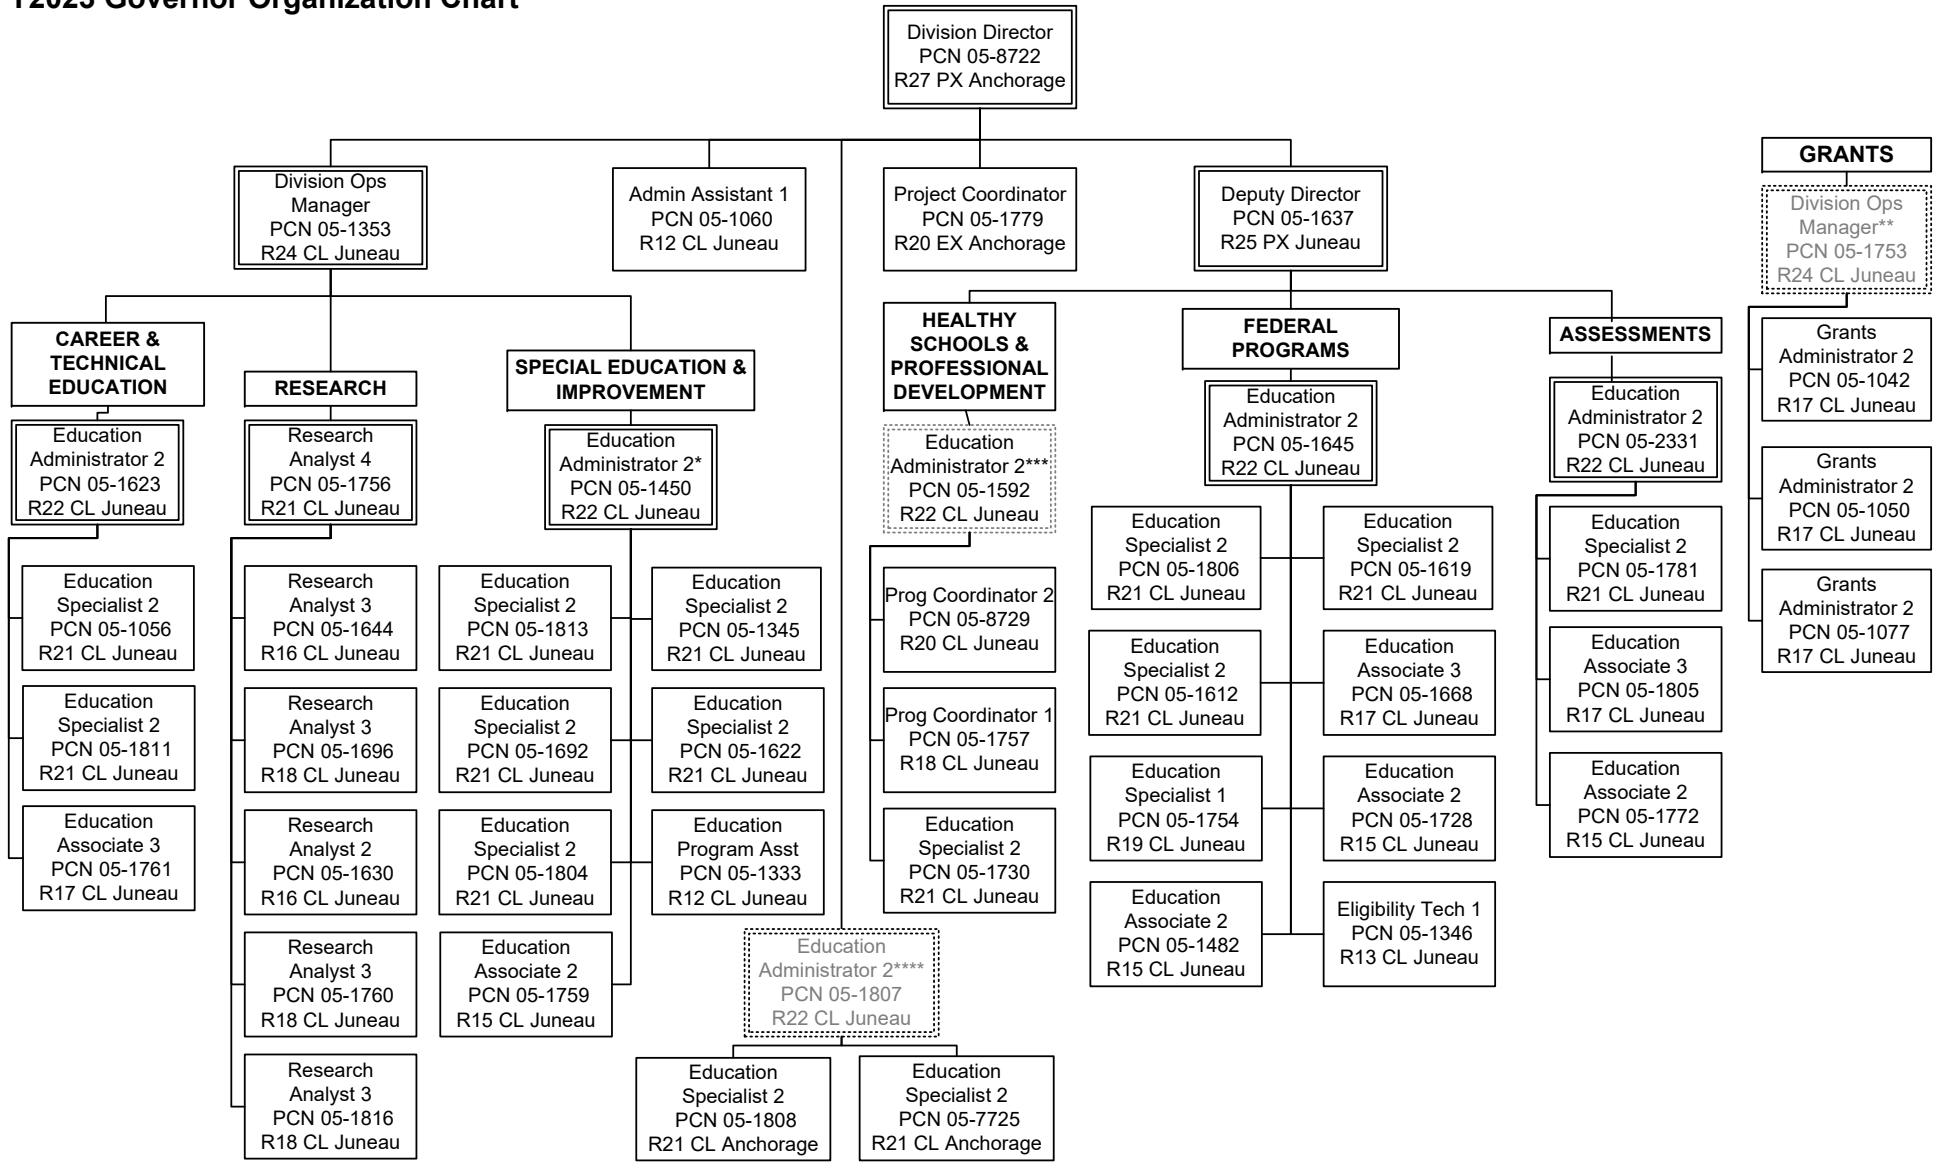 Y2025 Governor Organization Chart
Division Director
PCN 05-8722
R27 PX Anchorage
Division Ops
Manager
PCN 05-1353
R24 CL Juneau
Admin Assistant 1
PCN 05-1060
R12 CL Juneau
Project Coordinator
PCN 05-1779
R20 EX Anchorage
Deputy Director
PCN 05-1637
R25 PX Juneau
GRANTS
Division Ops
Manager**
PCN 05-1753
R24 CL Juneau
Grants
Administrator 2
PCN 05-1042
R17 CL Juneau
Grants
Administrator 2
PCN 05-1050
R17 CL Juneau
Grants
Administrator 2
PCN 05-1077
R17 CL Juneau
CAREER &
TECHNICAL
EDUCATION
Education
Administrator 2
PCN 05-1623
R22 CL Juneau
Education
Specialist 2
PCN 05-1056
R21 CL Juneau
Education
Specialist 2
PCN 05-1811
R21 CL Juneau
Education
Associate 3
PCN 05-1761
R17 CL Juneau
RESEARCH
Research
Analyst 4
PCN 05-1756
R21 CL Juneau
Research
Analyst 3
PCN 05-1644
R16 CL Juneau
Research
Analyst 3
PCN 05-1696
R18 CL Juneau
Research
Analyst 2
PCN 05-1630
R16 CL Juneau
Research
Analyst 3
PCN 05-1760
R18 CL Juneau
Research
Analyst 3
PCN 05-1816
R18 CL Juneau
SPECIAL EDUCATION &
IMPROVEMENT
Education
Administrator 2*
PCN 05-1450
R22 CL Juneau
Education
Specialist 2
PCN 05-1813
R21 CL Juneau
Education
Specialist 2
PCN 05-1345
R21 CL Juneau
Education
Specialist 2
PCN 05-1692
R21 CL Juneau
Education
Specialist 2
PCN 05-1622
R21 CL Juneau
Education
Specialist 2
PCN 05-1804
R21 CL Juneau
Education
Program Asst
PCN 05-1333
R12 CL Juneau
Education
Associate 2
PCN 05-1759
R15 CL Juneau
Education
Administrator 2****
PCN 05-1807
R22 CL Juneau
Education
Specialist 2
PCN 05-1808
R21 CL Anchorage
Education
Specialist 2
PCN 05-7725
R21 CL Anchorage
HEALTHY
SCHOOLS &
PROFESSIONAL
DEVELOPMENT
Education
Administrator 2***
PCN 05-1592
R22 CL Juneau
Prog Coordinator 2
PCN 05-8729
R20 CL Juneau
Prog Coordinator 1
PCN 05-1757
R18 CL Juneau
Education
Specialist 2
PCN 05-1730
R21 CL Juneau
FEDERAL
PROGRAMS
Education
Administrator 2
PCN 05-1645
R22 CL Juneau
Education
Specialist 2
PCN 05-1806
R21 CL Juneau
Education
Specialist 2
PCN 05-1619
R21 CL Juneau
Education
Specialist 2
PCN 05-1612
R21 CL Juneau
Education
Associate 3
PCN 05-1668
R17 CL Juneau
Education
Specialist 1
PCN 05-1754
R19 CL Juneau
Education
Associate 2
PCN 05-1728
R15 CL Juneau
Education
Associate 2
PCN 05-1482
R15 CL Juneau
Eligibility Tech 1
PCN 05-1346
R13 CL Juneau
ASSESSMENTS
Education
Administrator 2
PCN 05-2331
R22 CL Juneau
Education
Specialist 2
PCN 05-1781
R21 CL Juneau
Education
Associate 3
PCN 05-1805
R17 CL Juneau
Education
Associate 2
PCN 05-1772
R15 CL Juneau